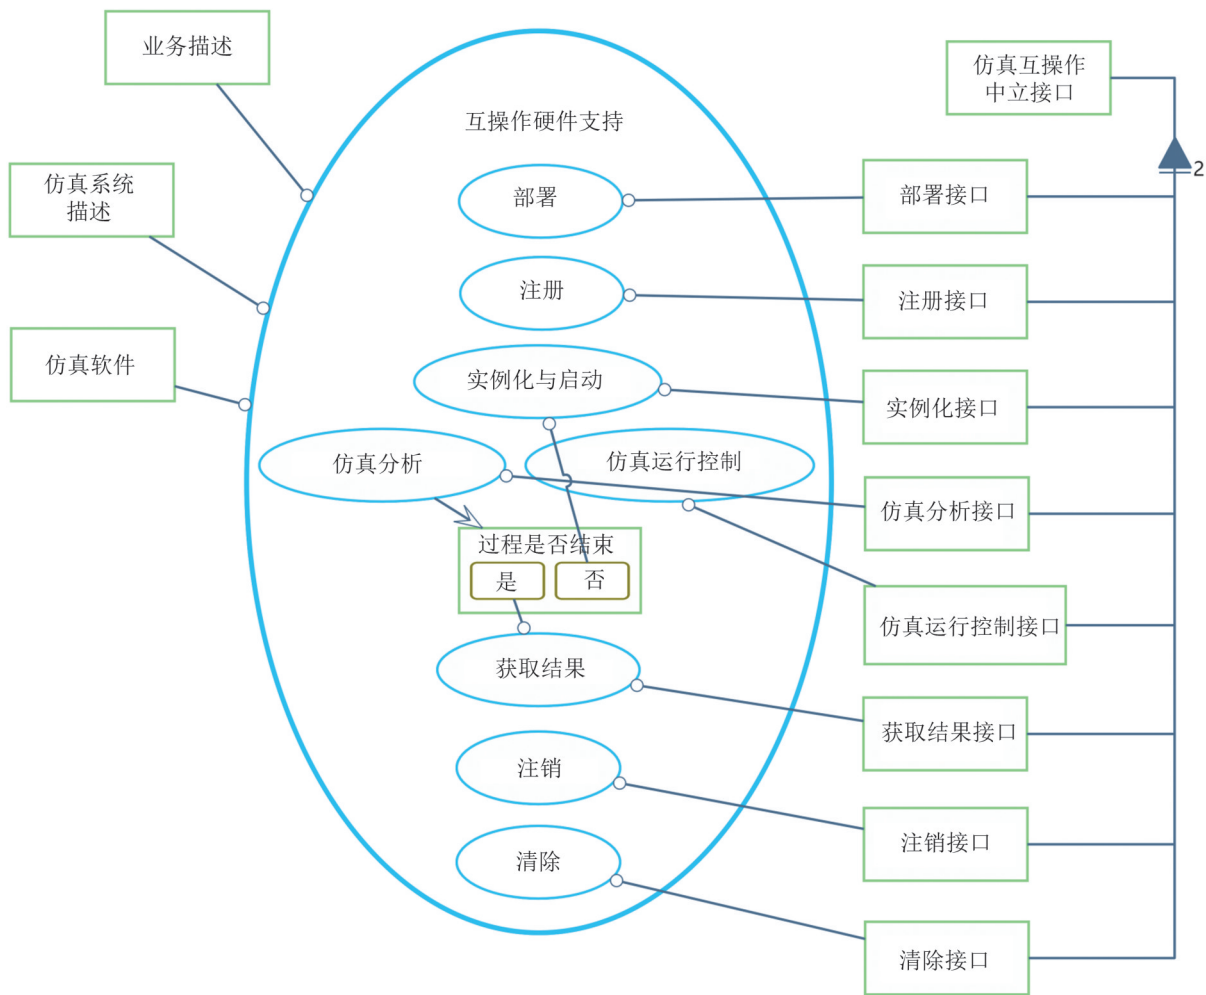 业务描述
仿真系统
描述
仿真软件
互操作硬件支持
部署
注册
实例化与启动
仿真分析
仿真运行控制
过程是否结束
是
否
获取结果
注销
清除
仿真互操作
中立接口
2
部署接口
注册接口
实例化接口
仿真分析接口
仿真运行控制接口
获取结果接口
注销接口
清除接口